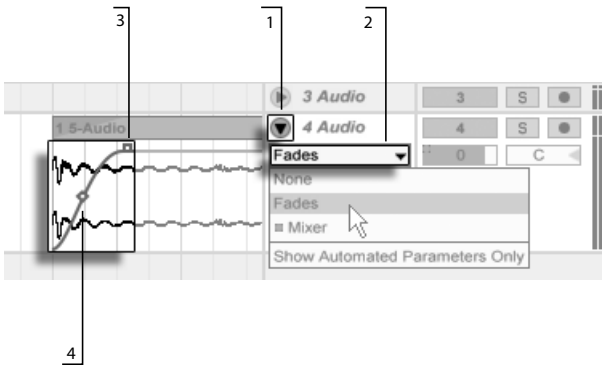 3
1
2
3 Audio
3
S
1 5-Audio
4 Audio
4
S
Fades
0
C
None
Fades
Mixer
Show Automated Parameters Only
4